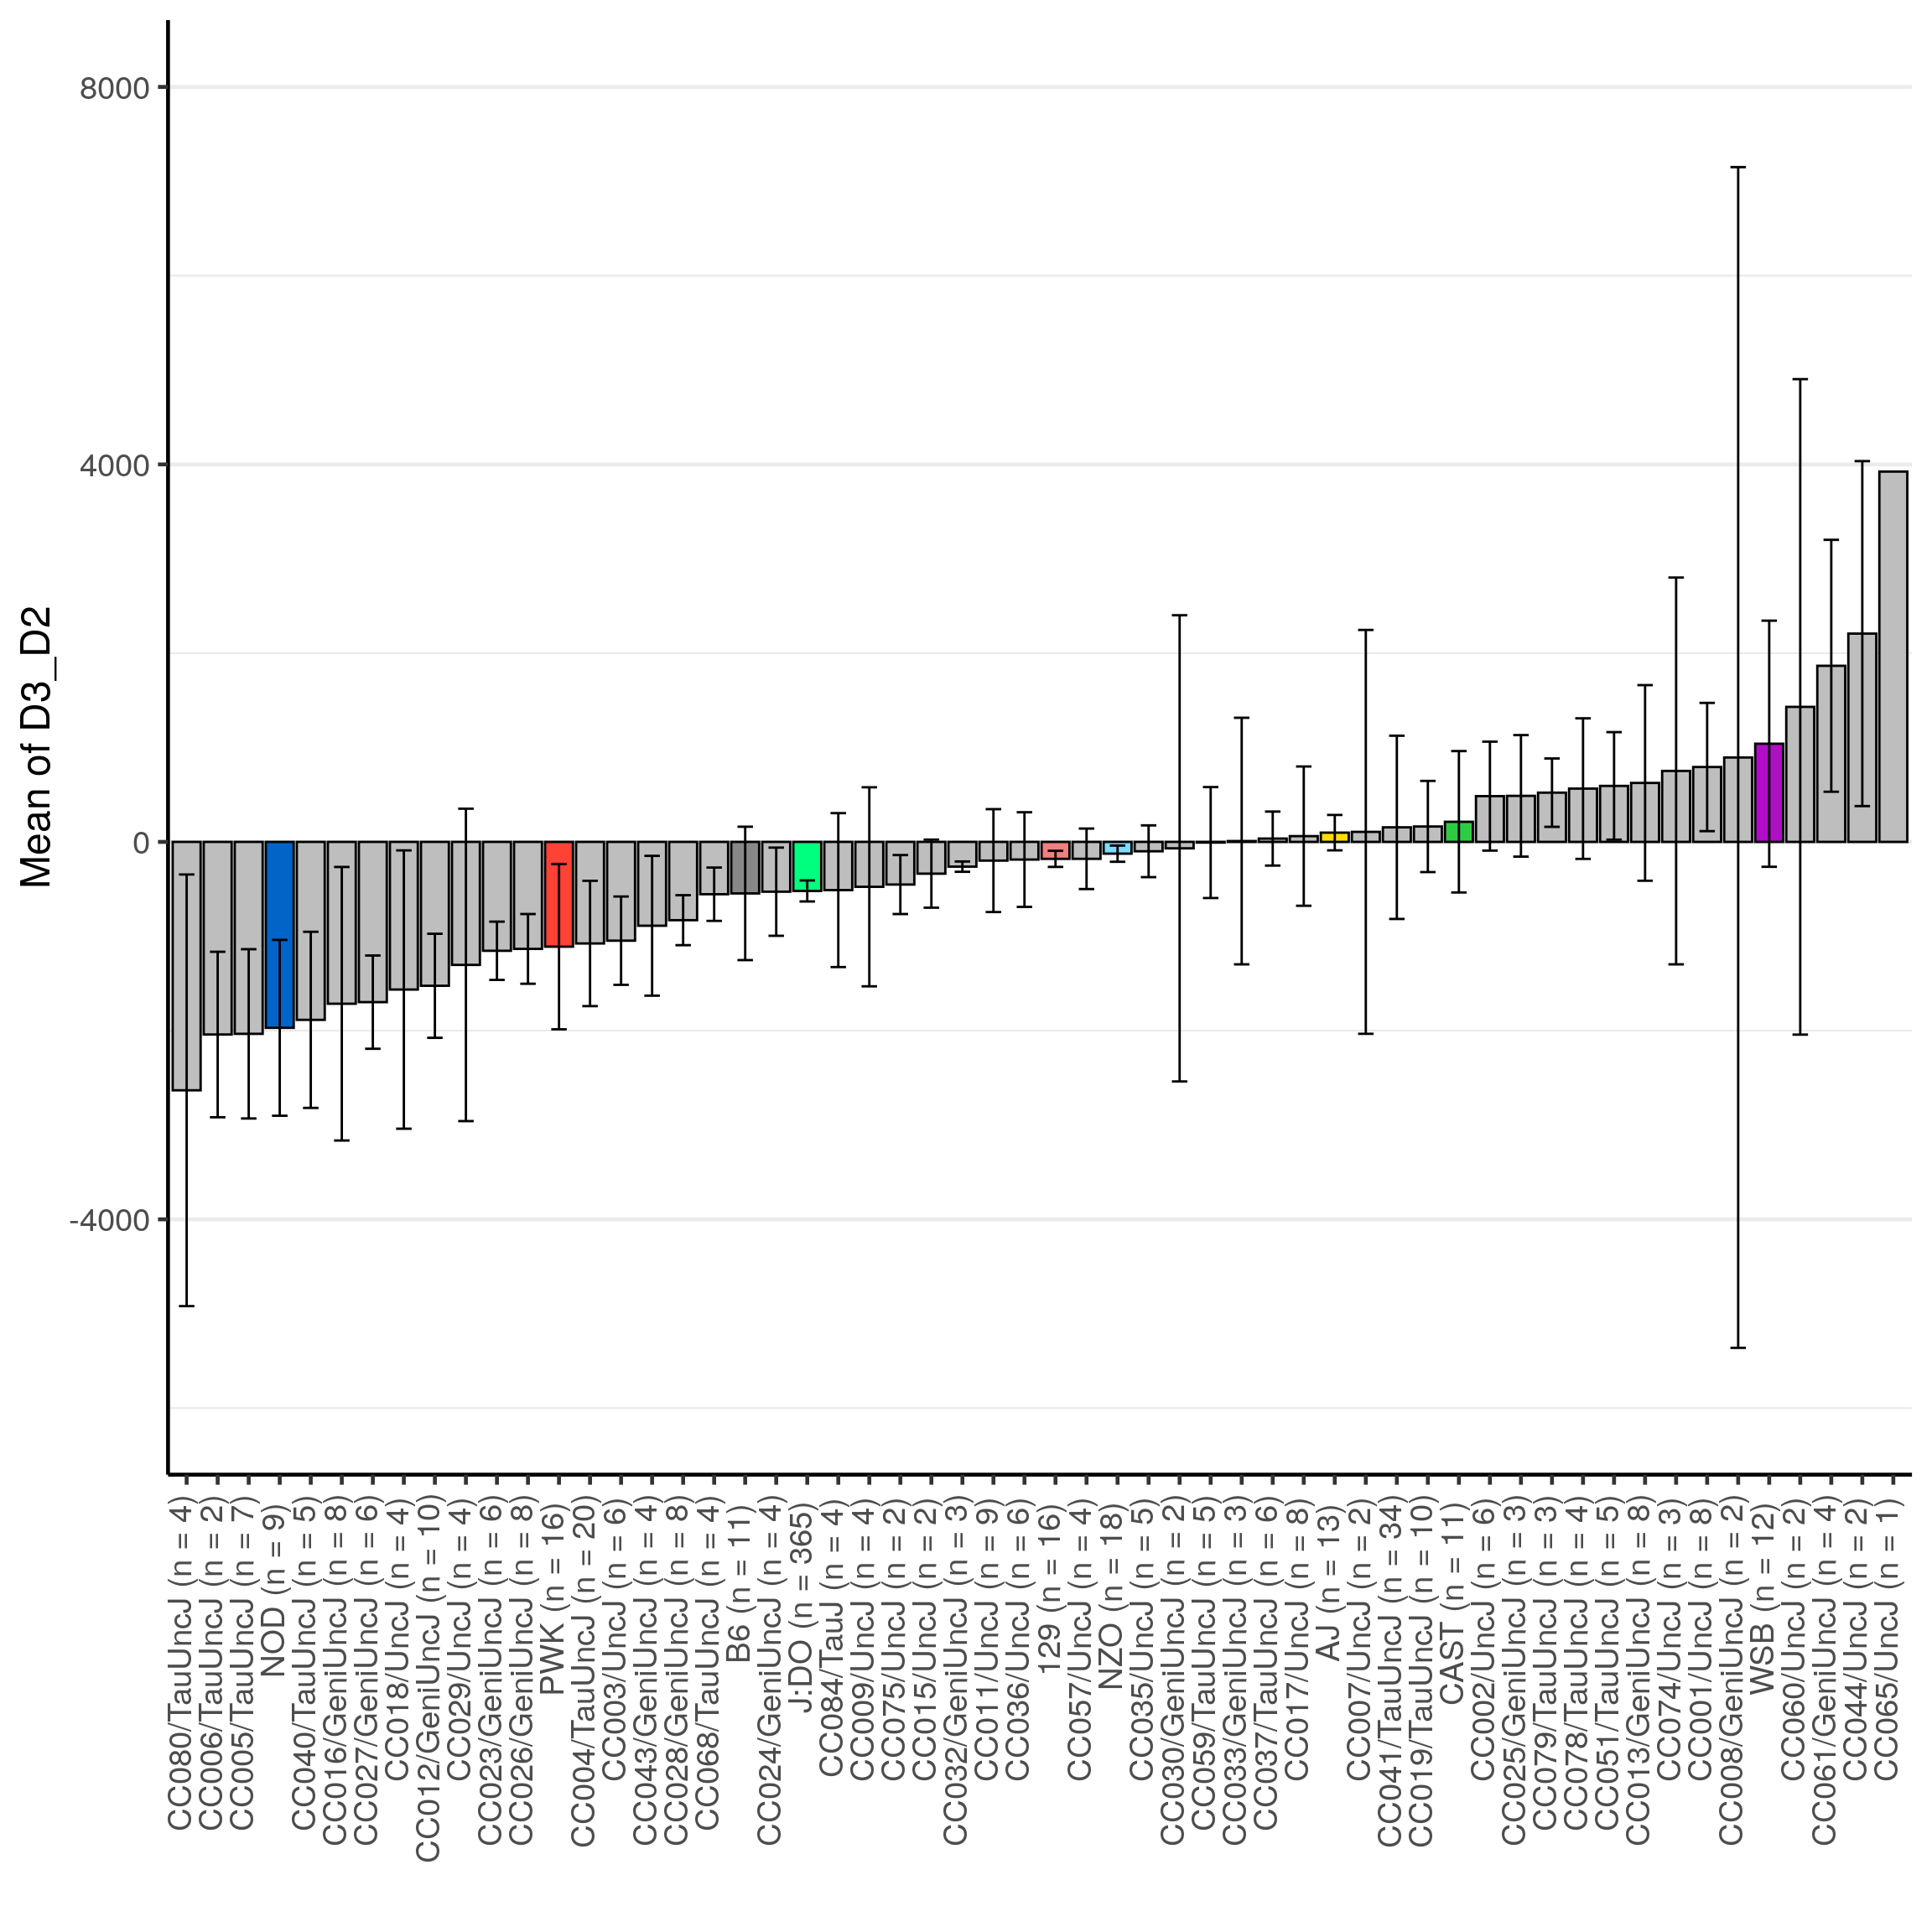 Mean of D3_D2
8000
4000
0
-4000
CC080/TauUncJ (n = 4)
CC006/TauUncJ (n = 2)
CC005/TauUncJ (n = 7)
NOD (n = 9)
CC040/TauUncJ (n = 5)
CC016/GeniUncJ (n = 8)
CC027/GeniUncJ (n = 6)
CC018/UncJ (n = 4)
CC012/GeniUncJ (n = 10)
CC029/UncJ (n = 4)
CC023/GeniUncJ (n = 6)
CC026/GeniUncJ (n = 8)
PWK (n = 16)
CC004/TauUncJ (n = 20)
CC003/UncJ (n = 6)
CC043/GeniUncJ (n = 4)
CC028/GeniUncJ (n = 8)
CC068/TauUncJ (n = 4)
B6 (n = 11)
CC024/GeniUncJ (n = 4)
J:DO (n = 365)
CC084/TauJ (n = 4)
CC009/UncJ (n = 4)
CC075/UncJ (n = 2)
CC015/UncJ (n = 2)
CC032/GeniUncJ (n = 3)
CC011/UncJ (n = 9)
CC036/UncJ (n = 6)
129 (n = 16)
CC057/UncJ (n = 4)
NZO (n = 18)
CC035/UncJ (n = 5)
CC030/GeniUncJ (n = 2)
CC059/TauUncJ (n = 5)
CC033/GeniUncJ (n = 3)
CC037/TauUncJ (n = 6)
CC017/UncJ (n = 8)
AJ (n = 13)
CC007/UncJ (n = 2)
CC041/TauUncJ (n = 34)
CC019/TauUncJ (n = 10)
CAST (n = 11)
CC002/UncJ (n = 6)
CC025/GeniUncJ (n = 3)
CC079/TauUncJ (n = 3)
CC078/TauUncJ (n = 4)
CC051/TauUncJ (n = 5)
CC013/GeniUncJ (n = 8)
CC074/UncJ (n = 3)
CC001/UncJ (n = 8)
CC008/GeniUncJ (n = 2)
WSB (n = 12)
CC060/UncJ (n = 2)
CC061/GeniUncJ (n = 4)
CC044/UncJ (n = 2)
CC065/UncJ (n = 1)